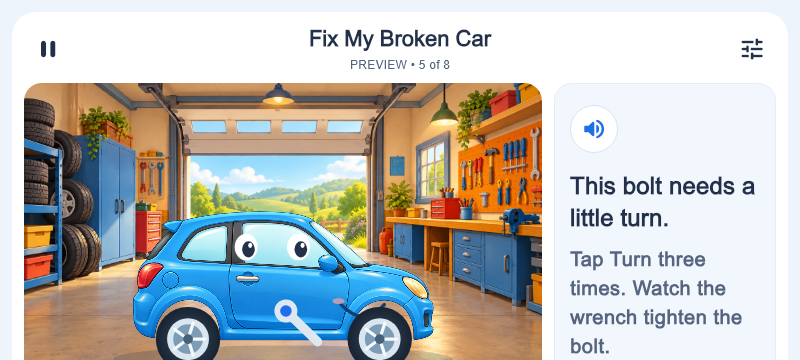 Fix My Broken Car
PREVIEW • 5 of 8
This bolt needs a
little turn.
Tap Turn three
times. Watch the
wrench tighten the
bolt.